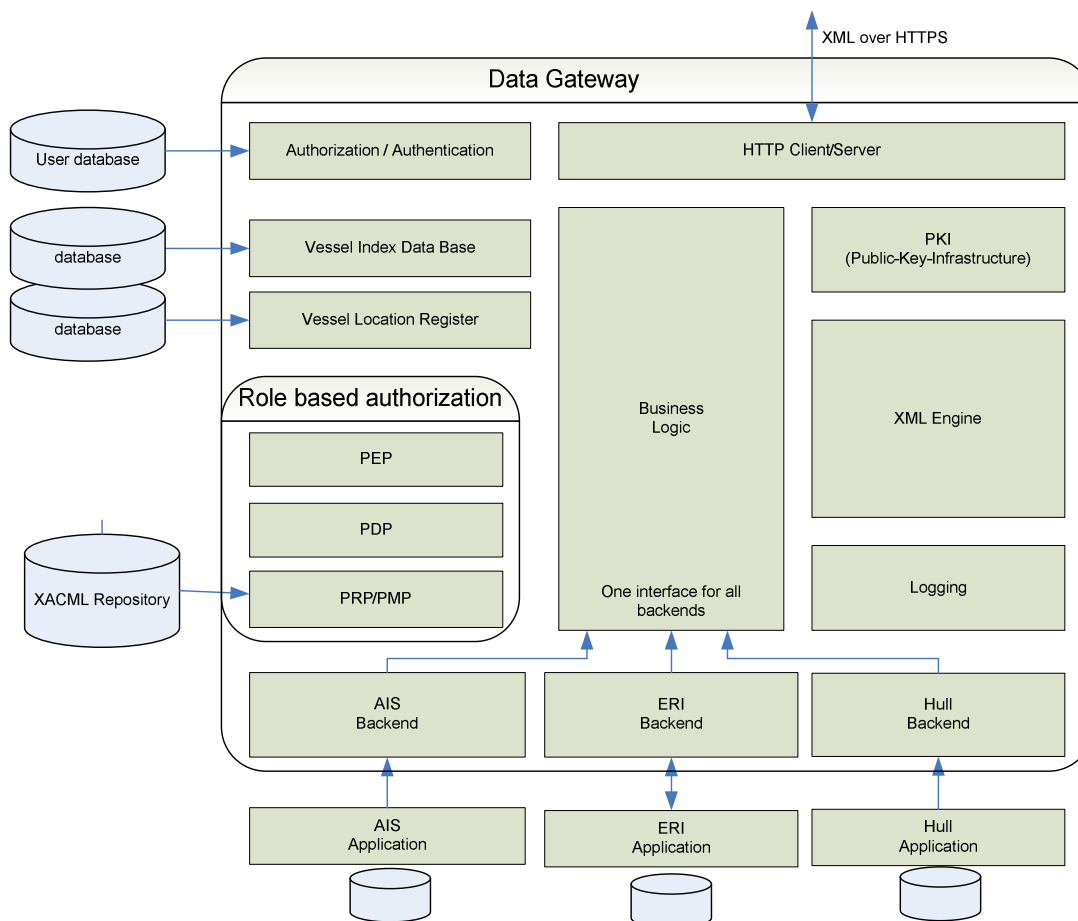 XML over HTTPS
Data Gateway
User database
Authorization / Authentication
HTTP Client/Server
database
Vessel Index Data Base
PKI
(Public-Key-Infrastructure)
database
Vessel Location Register
Role based authorization
Business
Logic
XML Engine
PEP
PDP
XACML Repository
PRP/PMP
One interface for all
backends
Logging
AIS
Backend
ERI
Backend
Hull
Backend
AIS
Application
ERI
Application
Hull
Application